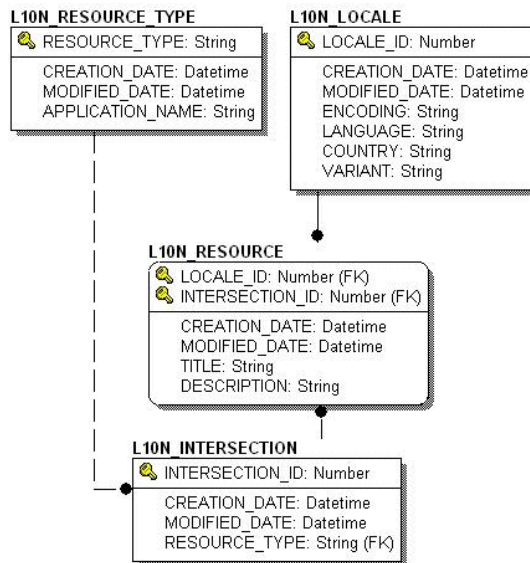 L10N_RESOURCE_TYPE
RESOURCE_TYPE: String
CREATION_DATE: Datetime
MODIFIED_DATE: Datetime
APPLICATION_NAME: String
L10N_LOCALE
LOCALE_ID: Number
CREATION_DATE: Datetime
MODIFIED_DATE: Datetime
ENCODING: String
LANGUAGE: String
COUNTRY: String
VARIANT: String
L10N_RESOURCE
LOCALE_ID: Number (FK)
INTERSECTION_ID: Number (FK)
CREATION_DATE: Datetime
MODIFIED_DATE: Datetime
TITLE: String
DESCRIPTION: String
L10N_INTERSECTION
INTERSECTION_ID: Number
CREATION_DATE: Datetime
MODIFIED_DATE: Datetime
RESOURCE_TYPE: String (FK)